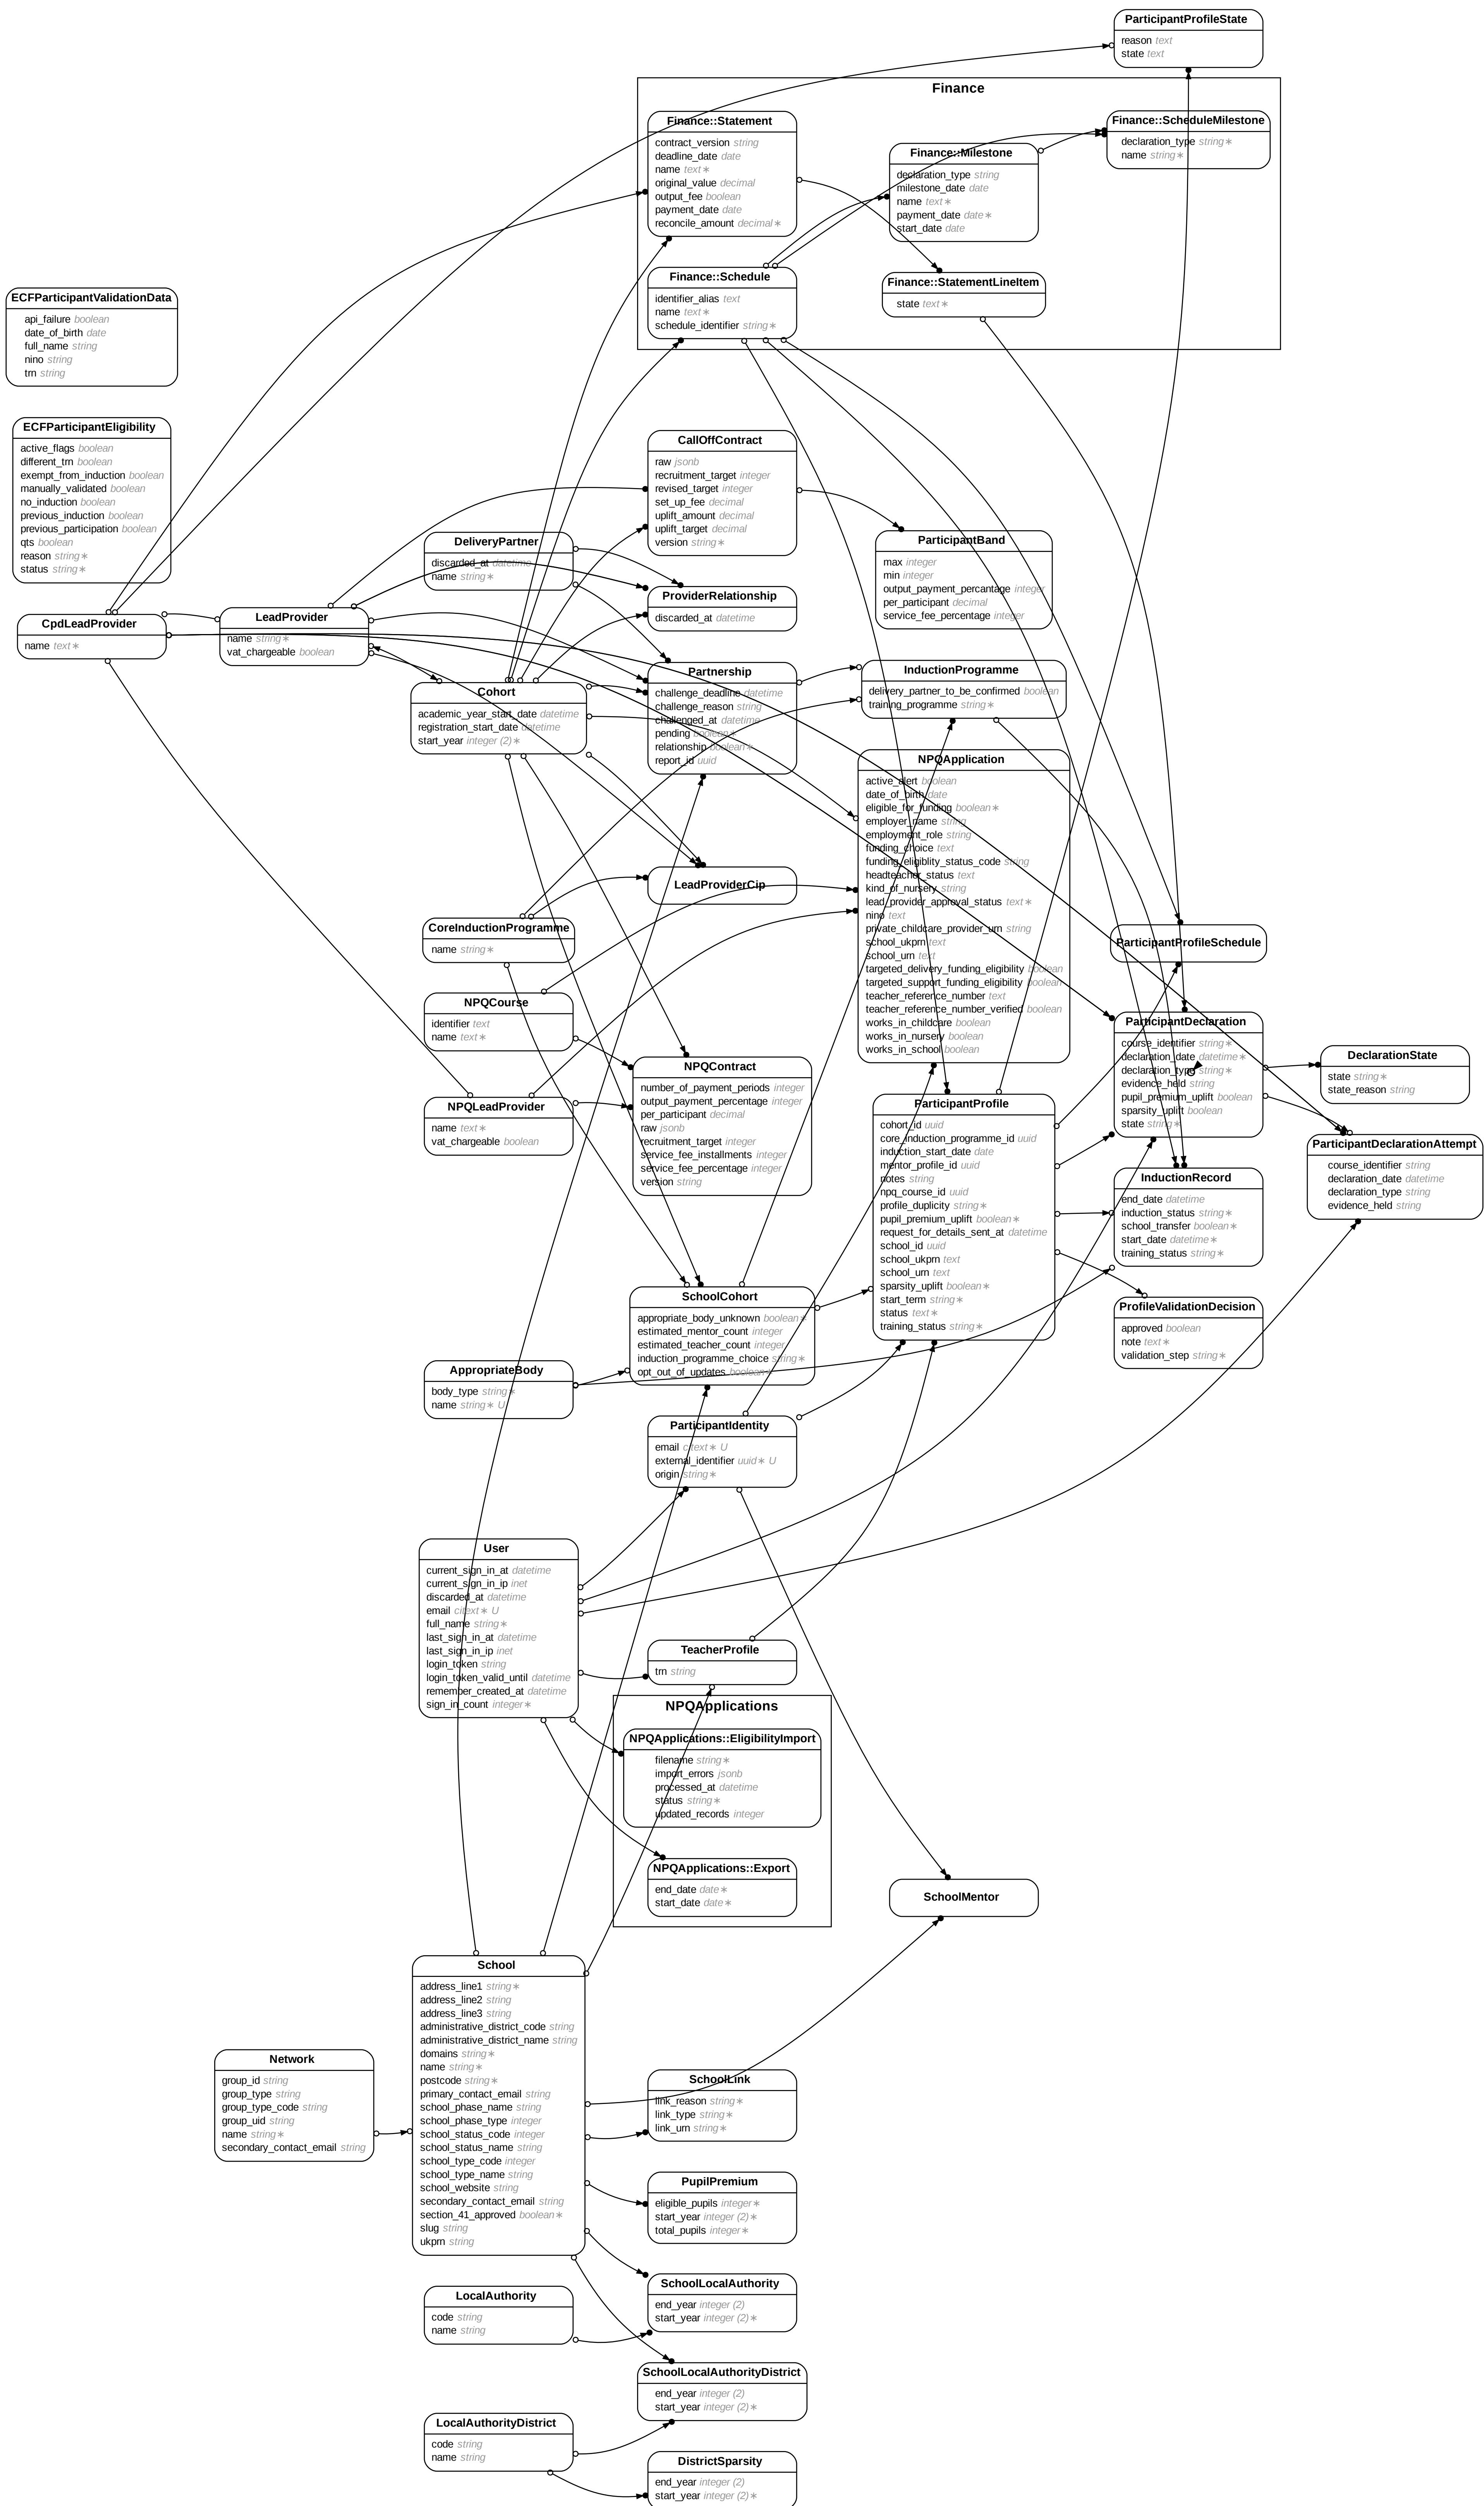 ParticipantProfileState
reason text
state text
Finance
Finance::Statement
contract_version string
deadline_date date
name text ∗
original_value decimal
output_fee boolean
payment_date date
reconcile_amount decimal ∗
Finance::Milestone
declaration_type string
milestone_date date
name text ∗
payment_date date ∗
start_date date
Finance::ScheduleMilestone
declaration_type string ∗
name string ∗
Finance::Schedule
identifier_alias text
name text ∗
schedule_identifier string ∗
Finance::StatementLineItem
state text ∗
ECFParticipantValidationData
api_failure boolean
date_of_birth date
full_name string
nino string
trn string
ECFParticipantEligibility
active_flags boolean
different_trn boolean
exempt_from_induction boolean
manually_validated boolean
no_induction boolean
previous_induction boolean
previous_participation boolean
qts boolean
reason string ∗
status string ∗
CallOffContract
raw jsonb
recruitment_target integer
revised_target integer
set_up_fee decimal
uplift_amount decimal
uplift_target decimal
version string ∗
DeliveryPartner
discarded_at datetime
name string ∗
ParticipantBand
max integer
min integer
output_payment_percantage integer
per_participant decimal
service_fee_percentage integer
ProviderRelationship
discarded_at datetime
CpdLeadProvider
name text ∗
LeadProvider
name string ∗
vat_chargeable boolean
Cohort
academic_year_start_date datetime
registration_start_date datetime
start_year integer (2) ∗
Partnership
challenge_deadline datetime
challenge_reason string
challenged_at datetime
pending boolean ∗
relationship boolean ∗
report_id uuid
InductionProgramme
delivery_partner_to_be_confirmed boolean
training_programme string ∗
NPQApplication
active_alert boolean
date_of_birth date
eligible_for_funding boolean ∗
employer_name string
employment_role string
funding_choice text
funding_eligiblity_status_code string
headteacher_status text
kind_of_nursery string
lead_provider_approval_status text ∗
nino text
private_childcare_provider_urn string
school_ukprn text
school_urn text
targeted_delivery_funding_eligibility boolean
targeted_support_funding_eligibility boolean
teacher_reference_number text
teacher_reference_number_verified boolean
works_in_childcare boolean
works_in_nursery boolean
works_in_school boolean
LeadProviderCip
CoreInductionProgramme
name string ∗
ParticipantProfileSchedule
NPQCourse
identifier text
name text ∗
NPQContract
number_of_payment_periods integer
output_payment_percentage integer
per_participant decimal
raw jsonb
recruitment_target integer
service_fee_installments integer
service_fee_percentage integer
version string
NPQLeadProvider
name text ∗
vat_chargeable boolean
ParticipantProfile
cohort_id uuid
core_induction_programme_id uuid
induction_start_date date
mentor_profile_id uuid
notes string
npq_course_id uuid
profile_duplicity string ∗
pupil_premium_uplift boolean ∗
request_for_details_sent_at datetime
school_id uuid
school_ukprn text
school_urn text
sparsity_uplift boolean ∗
start_term string ∗
status text ∗
training_status string ∗
ParticipantDeclaration
course_identifier string ∗
declaration_date datetime ∗
declaration_type string ∗
evidence_held string
pupil_premium_uplift boolean
sparsity_uplift boolean
state string ∗
DeclarationState
state string ∗
state_reason string
ParticipantDeclarationAttempt
course_identifier string
declaration_date datetime
declaration_type string
evidence_held string
InductionRecord
end_date datetime
induction_status string ∗
school_transfer boolean ∗
start_date datetime ∗
training_status string ∗
ProfileValidationDecision
approved boolean
note text ∗
validation_step string ∗
SchoolCohort
appropriate_body_unknown boolean ∗
estimated_mentor_count integer
estimated_teacher_count integer
induction_programme_choice string ∗
opt_out_of_updates boolean ∗
AppropriateBody
body_type string ∗
name string ∗ U
ParticipantIdentity
email citext ∗ U
external_identifier uuid ∗ U
origin string ∗
User
current_sign_in_at datetime
current_sign_in_ip inet
discarded_at datetime
email citext ∗ U
full_name string ∗
last_sign_in_at datetime
last_sign_in_ip inet
login_token string
login_token_valid_until datetime
remember_created_at datetime
sign_in_count integer ∗
TeacherProfile
trn string
NPQApplications
NPQApplications::EligibilityImport
filename string ∗
import_errors jsonb
processed_at datetime
status string ∗
updated_records integer
NPQApplications::Export
end_date date ∗
start_date date ∗
SchoolMentor
School
address_line1 string ∗
address_line2 string
address_line3 string
administrative_district_code string
administrative_district_name string
domains string ∗
name string ∗
postcode string ∗
primary_contact_email string
school_phase_name string
school_phase_type integer
school_status_code integer
school_status_name string
school_type_code integer
school_type_name string
school_website string
secondary_contact_email string
section_41_approved boolean ∗
slug string
ukprn string
Network
group_id string
group_type string
group_type_code string
group_uid string
name string ∗
secondary_contact_email string
SchoolLink
link_reason string ∗
link_type string ∗
link_urn string ∗
PupilPremium
eligible_pupils integer ∗
start_year integer (2) ∗
total_pupils integer ∗
SchoolLocalAuthority
end_year integer (2)
start_year integer (2) ∗
LocalAuthority
code string
name string
SchoolLocalAuthorityDistrict
end_year integer (2)
start_year integer (2) ∗
LocalAuthorityDistrict
code string
name string
DistrictSparsity
end_year integer (2)
start_year integer (2) ∗